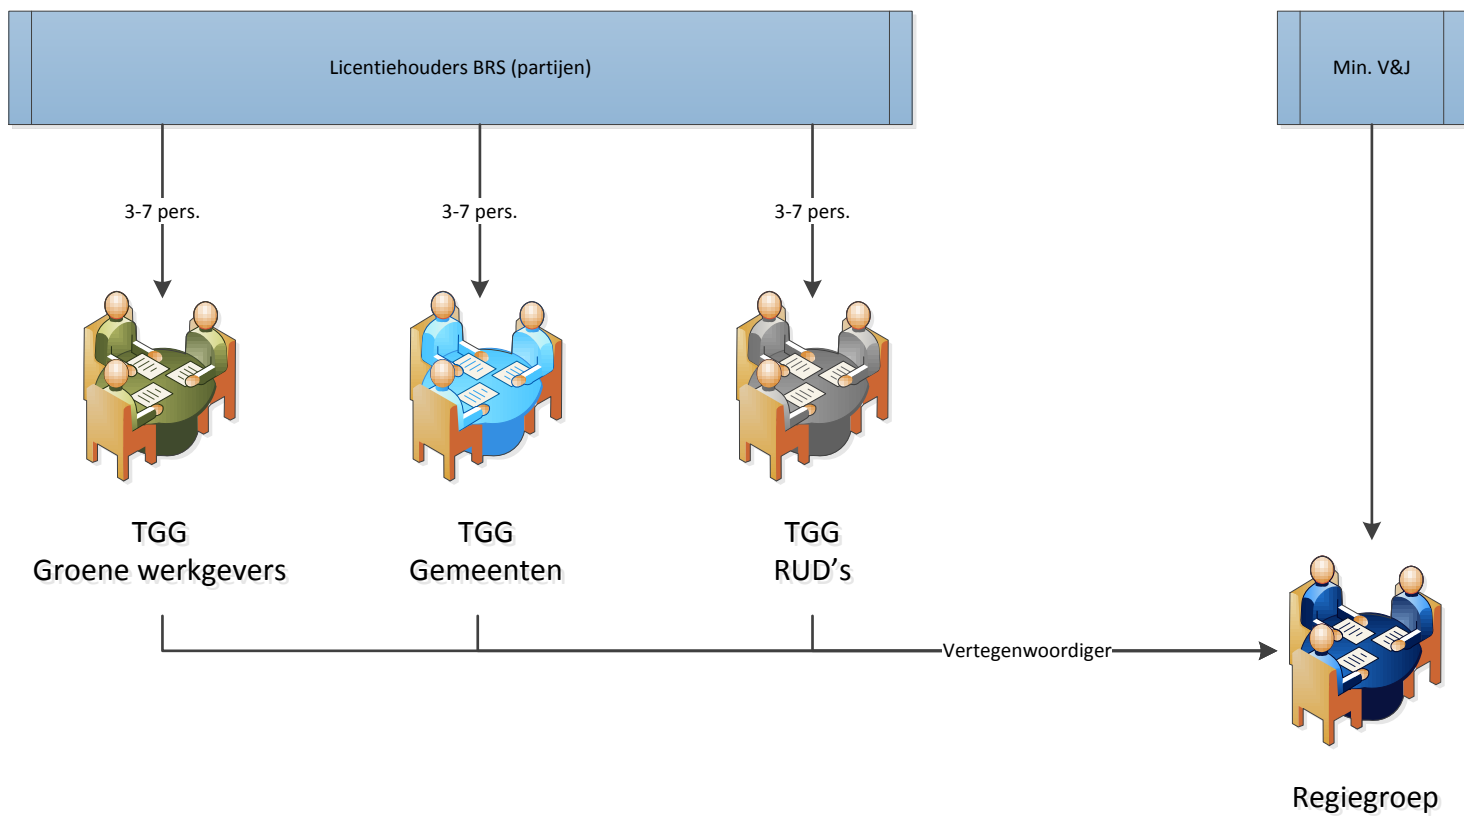 Licentiehouders BRS (partijen)
Min. V&J
3-7 pers.
3-7 pers.
3-7 pers.
TGG
Groene werkgevers
TGG
Gemeenten
TGG
RUD's
Vertegenwoordiger
Regiegroep